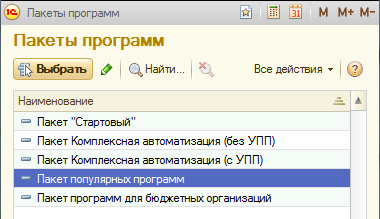 1С Пакеты программ M M+ M-
Пакеты программ
Выбрать Найти... Все действия ?
Наименование
Пакет "Стартовый"
Пакет Комплексная автоматизация (без УПП)
Пакет Комплексная автоматизация (с УПП)
Пакет популярных программ
Пакет программ для бюджетных организаций